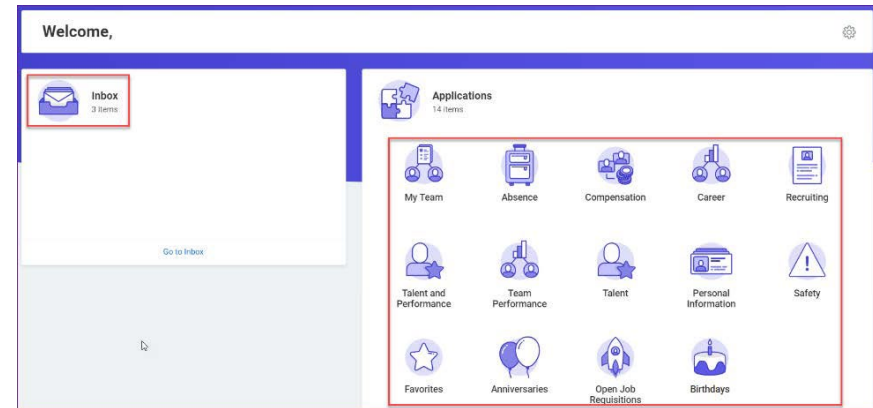 Welcome,
Inbox
3 items
Go to Inbox
Applications
14 items
My Team
Absence
Compensation
Career
Recruiting
Talent and
Performance
Team
Performance
Talent
Personal
Information
Safety
Favorites
Anniversaries
Open Job
Requisitions
Birthdays